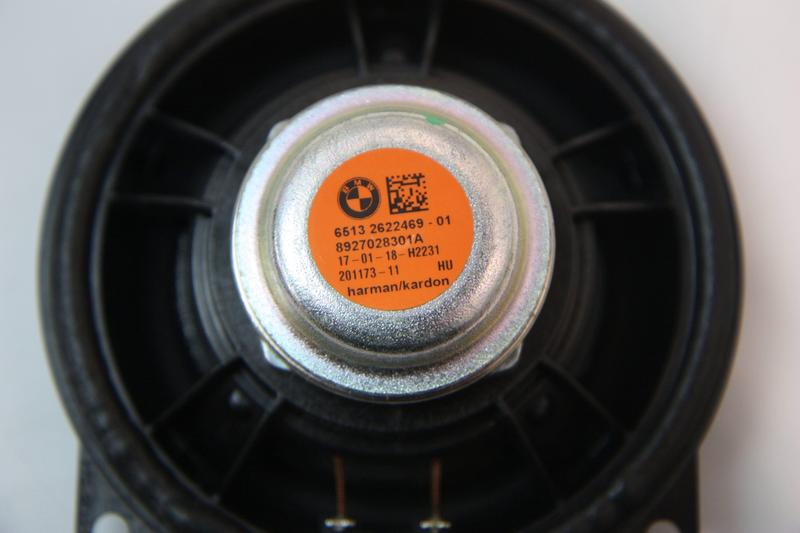 BMW
6513 2622469 - 01
8927028301A
17-01-18-H2231
201173-11 HU
harman/kardon